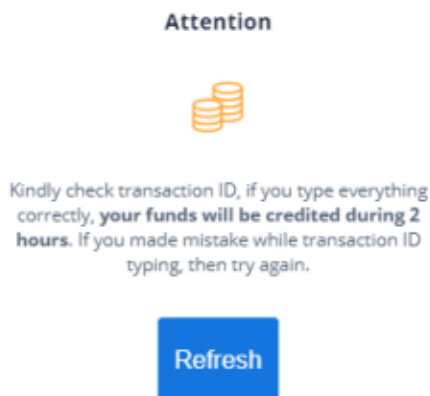 Attention
Kindly check transaction ID, if you type everything
correctly, your funds will be credited during 2
hours. If you made mistake while transaction ID
typing, then try again.
Refresh